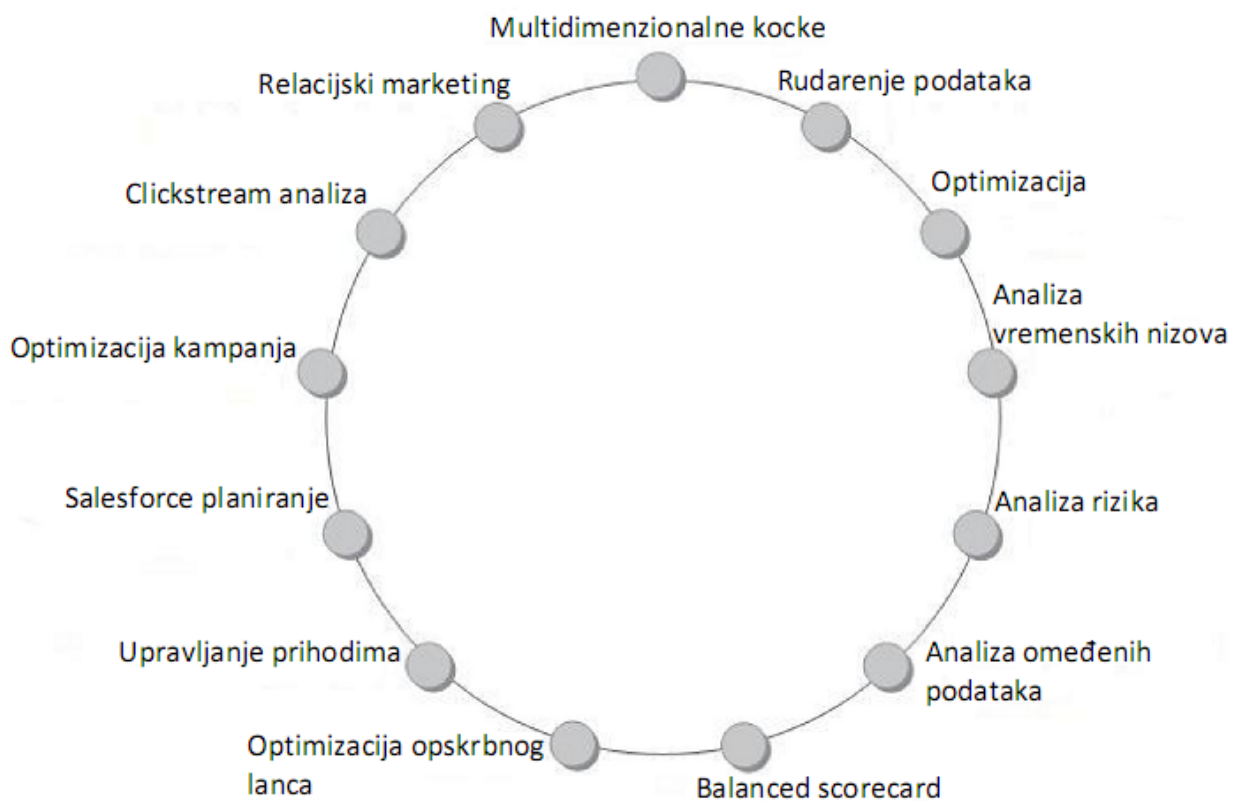 Multidimenzionalne kocke
Rudarenje podataka
Optimizacija
Analiza
vremenskih nizova
Analiza rizika
Analiza omeđenih
podataka
Balanced scorecard
Optimizacija opskrbnog
lanca
Upravljanje prihodima
Salesforce planiranje
Optimizacija kampanja
Clickstream analiza
Relacijski marketing